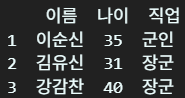 이름 나이 직업
1 이순신 35 군인
2 김유신 31 장군
3 강감찬 40 장군